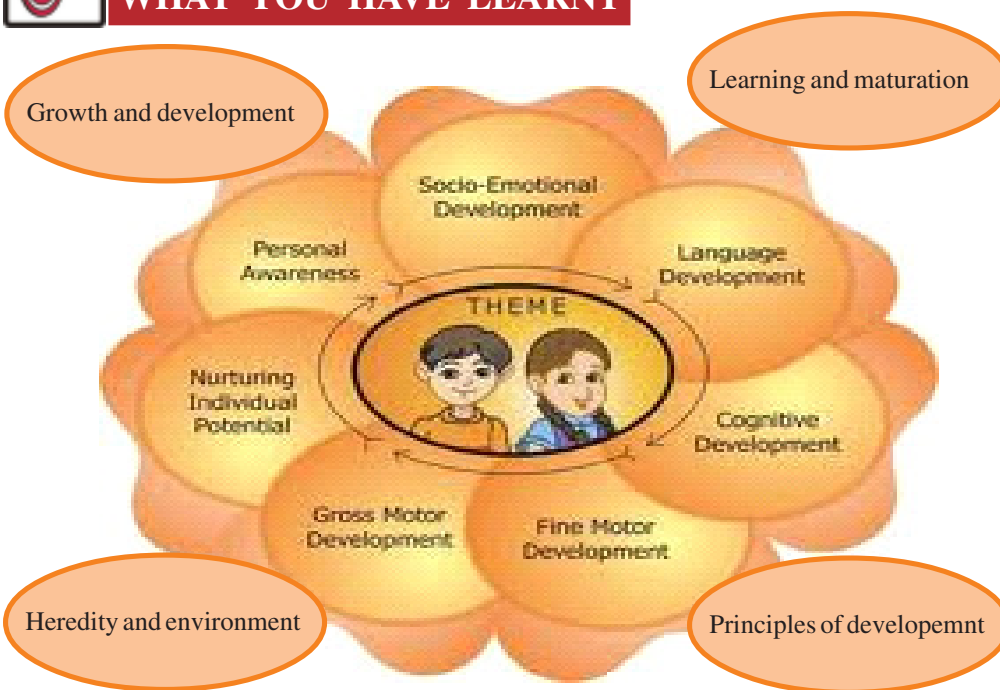 WHAT YOU HAVE LEARNT
Growth and development
Learning and maturation
Socio-Emotional
Development
Personal
Awareness
Language
Development
THEME
Nurturing
Individual
Potential
Cognitive
Development
Gross Motor
Development
Fine Motor
Development
Heredity and environment
Principles of developemnt